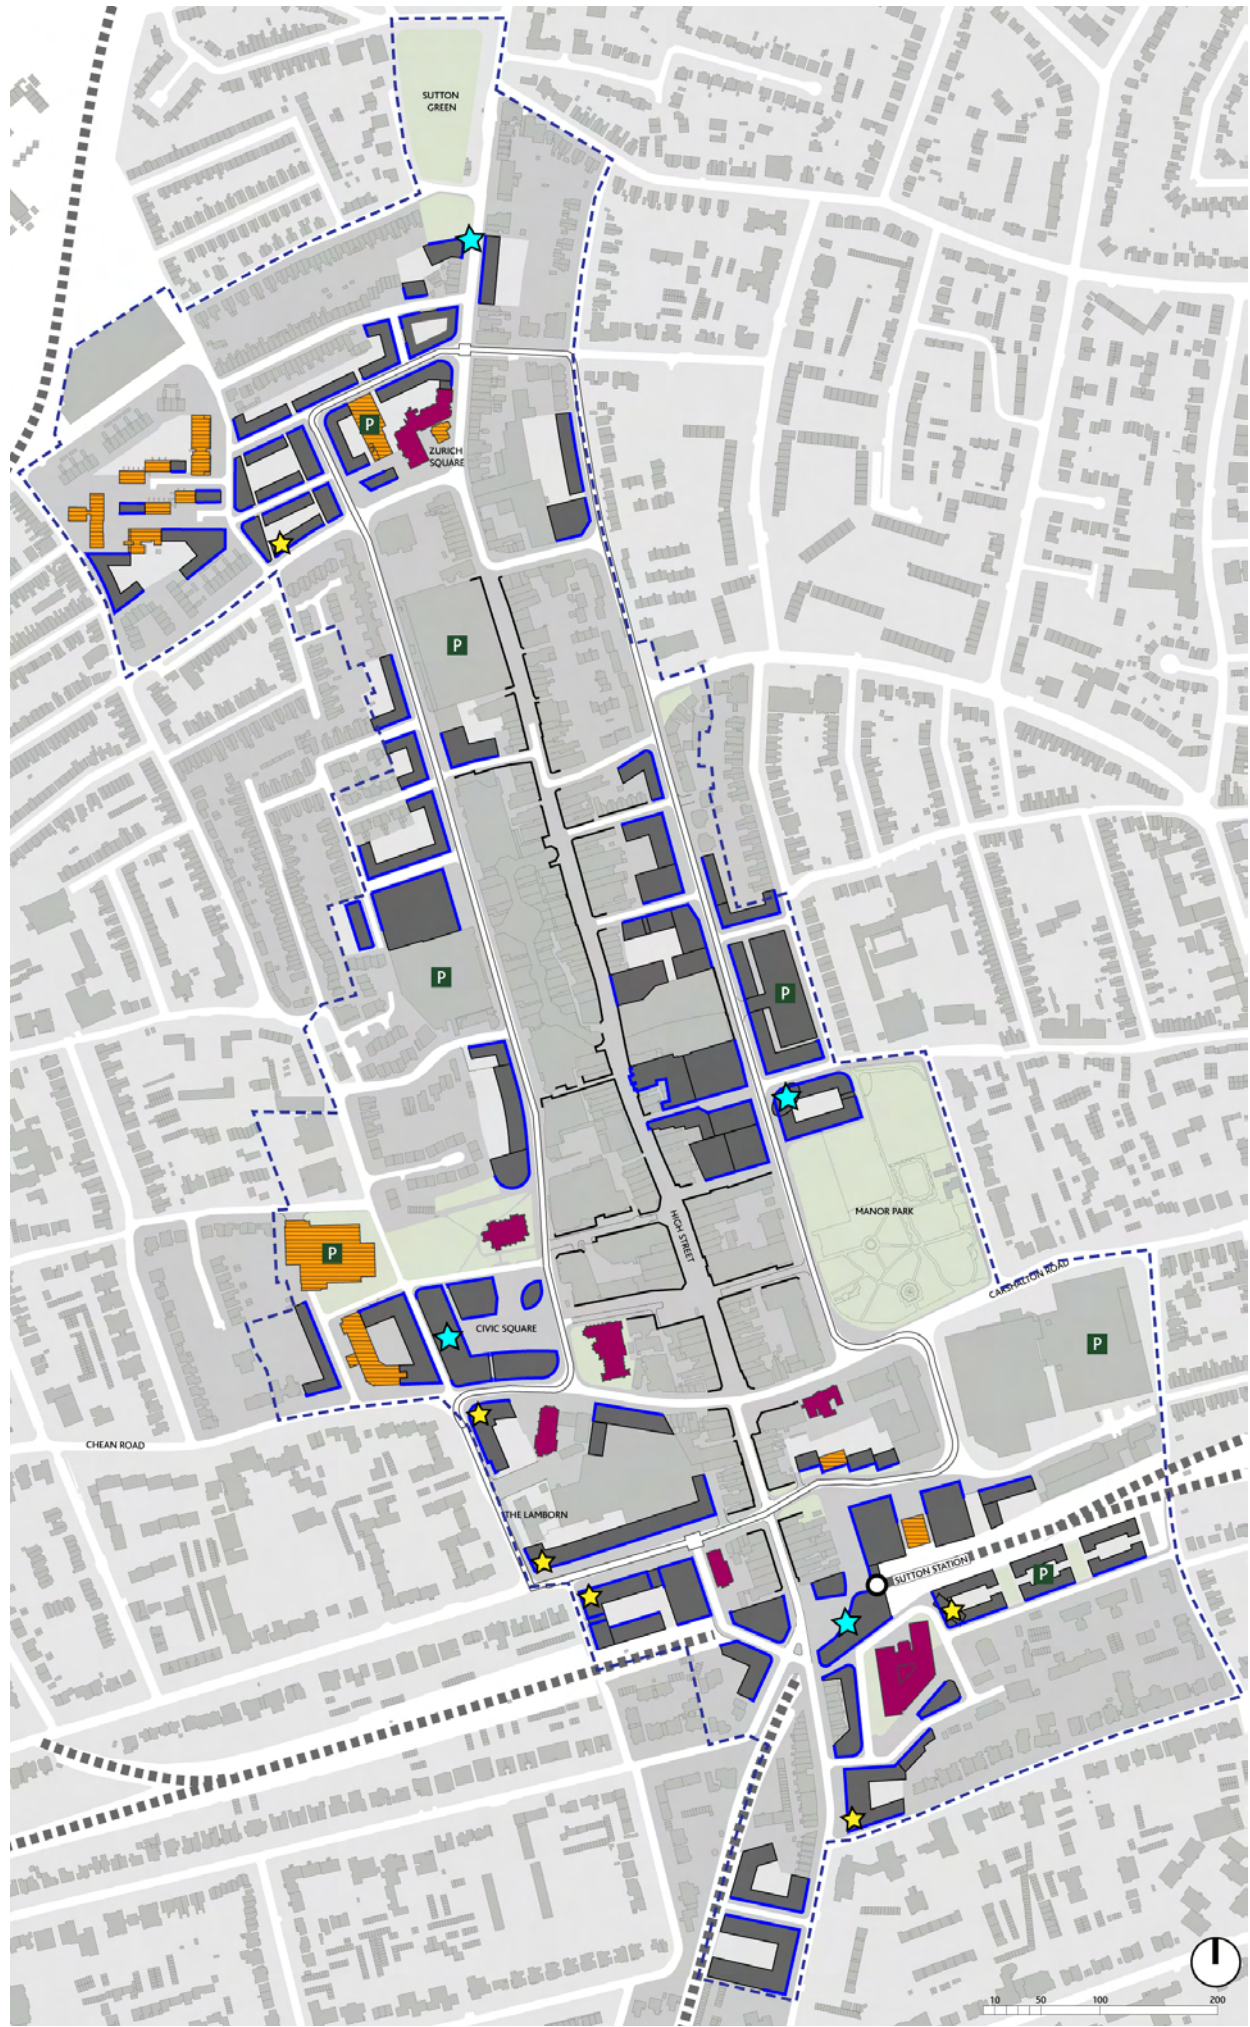 SUTTON
GREEN
P
ZURICH
SQUARE
P
P
P
MANOR PARK
HIGH STREET
P
CARSHALTON ROAD
CIVIC SQUARE
P
CHEAN ROAD
THE LAMBORN
SUTTON STATION
P
10 50 100 200